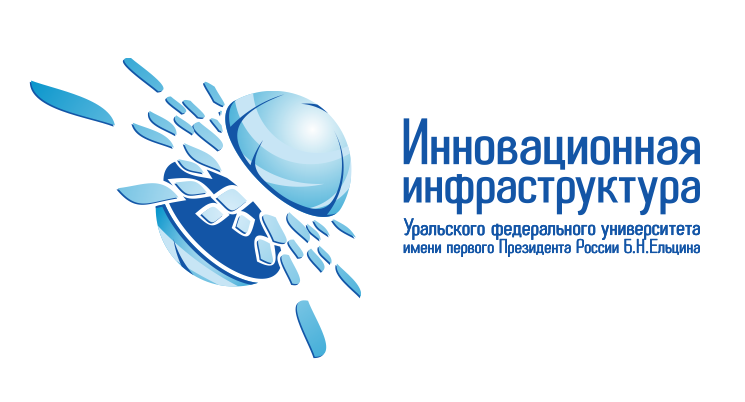 Инновационная
инфраструктура
Уральского федерального университета
имени первого Президента России Б.Н.Ельцина